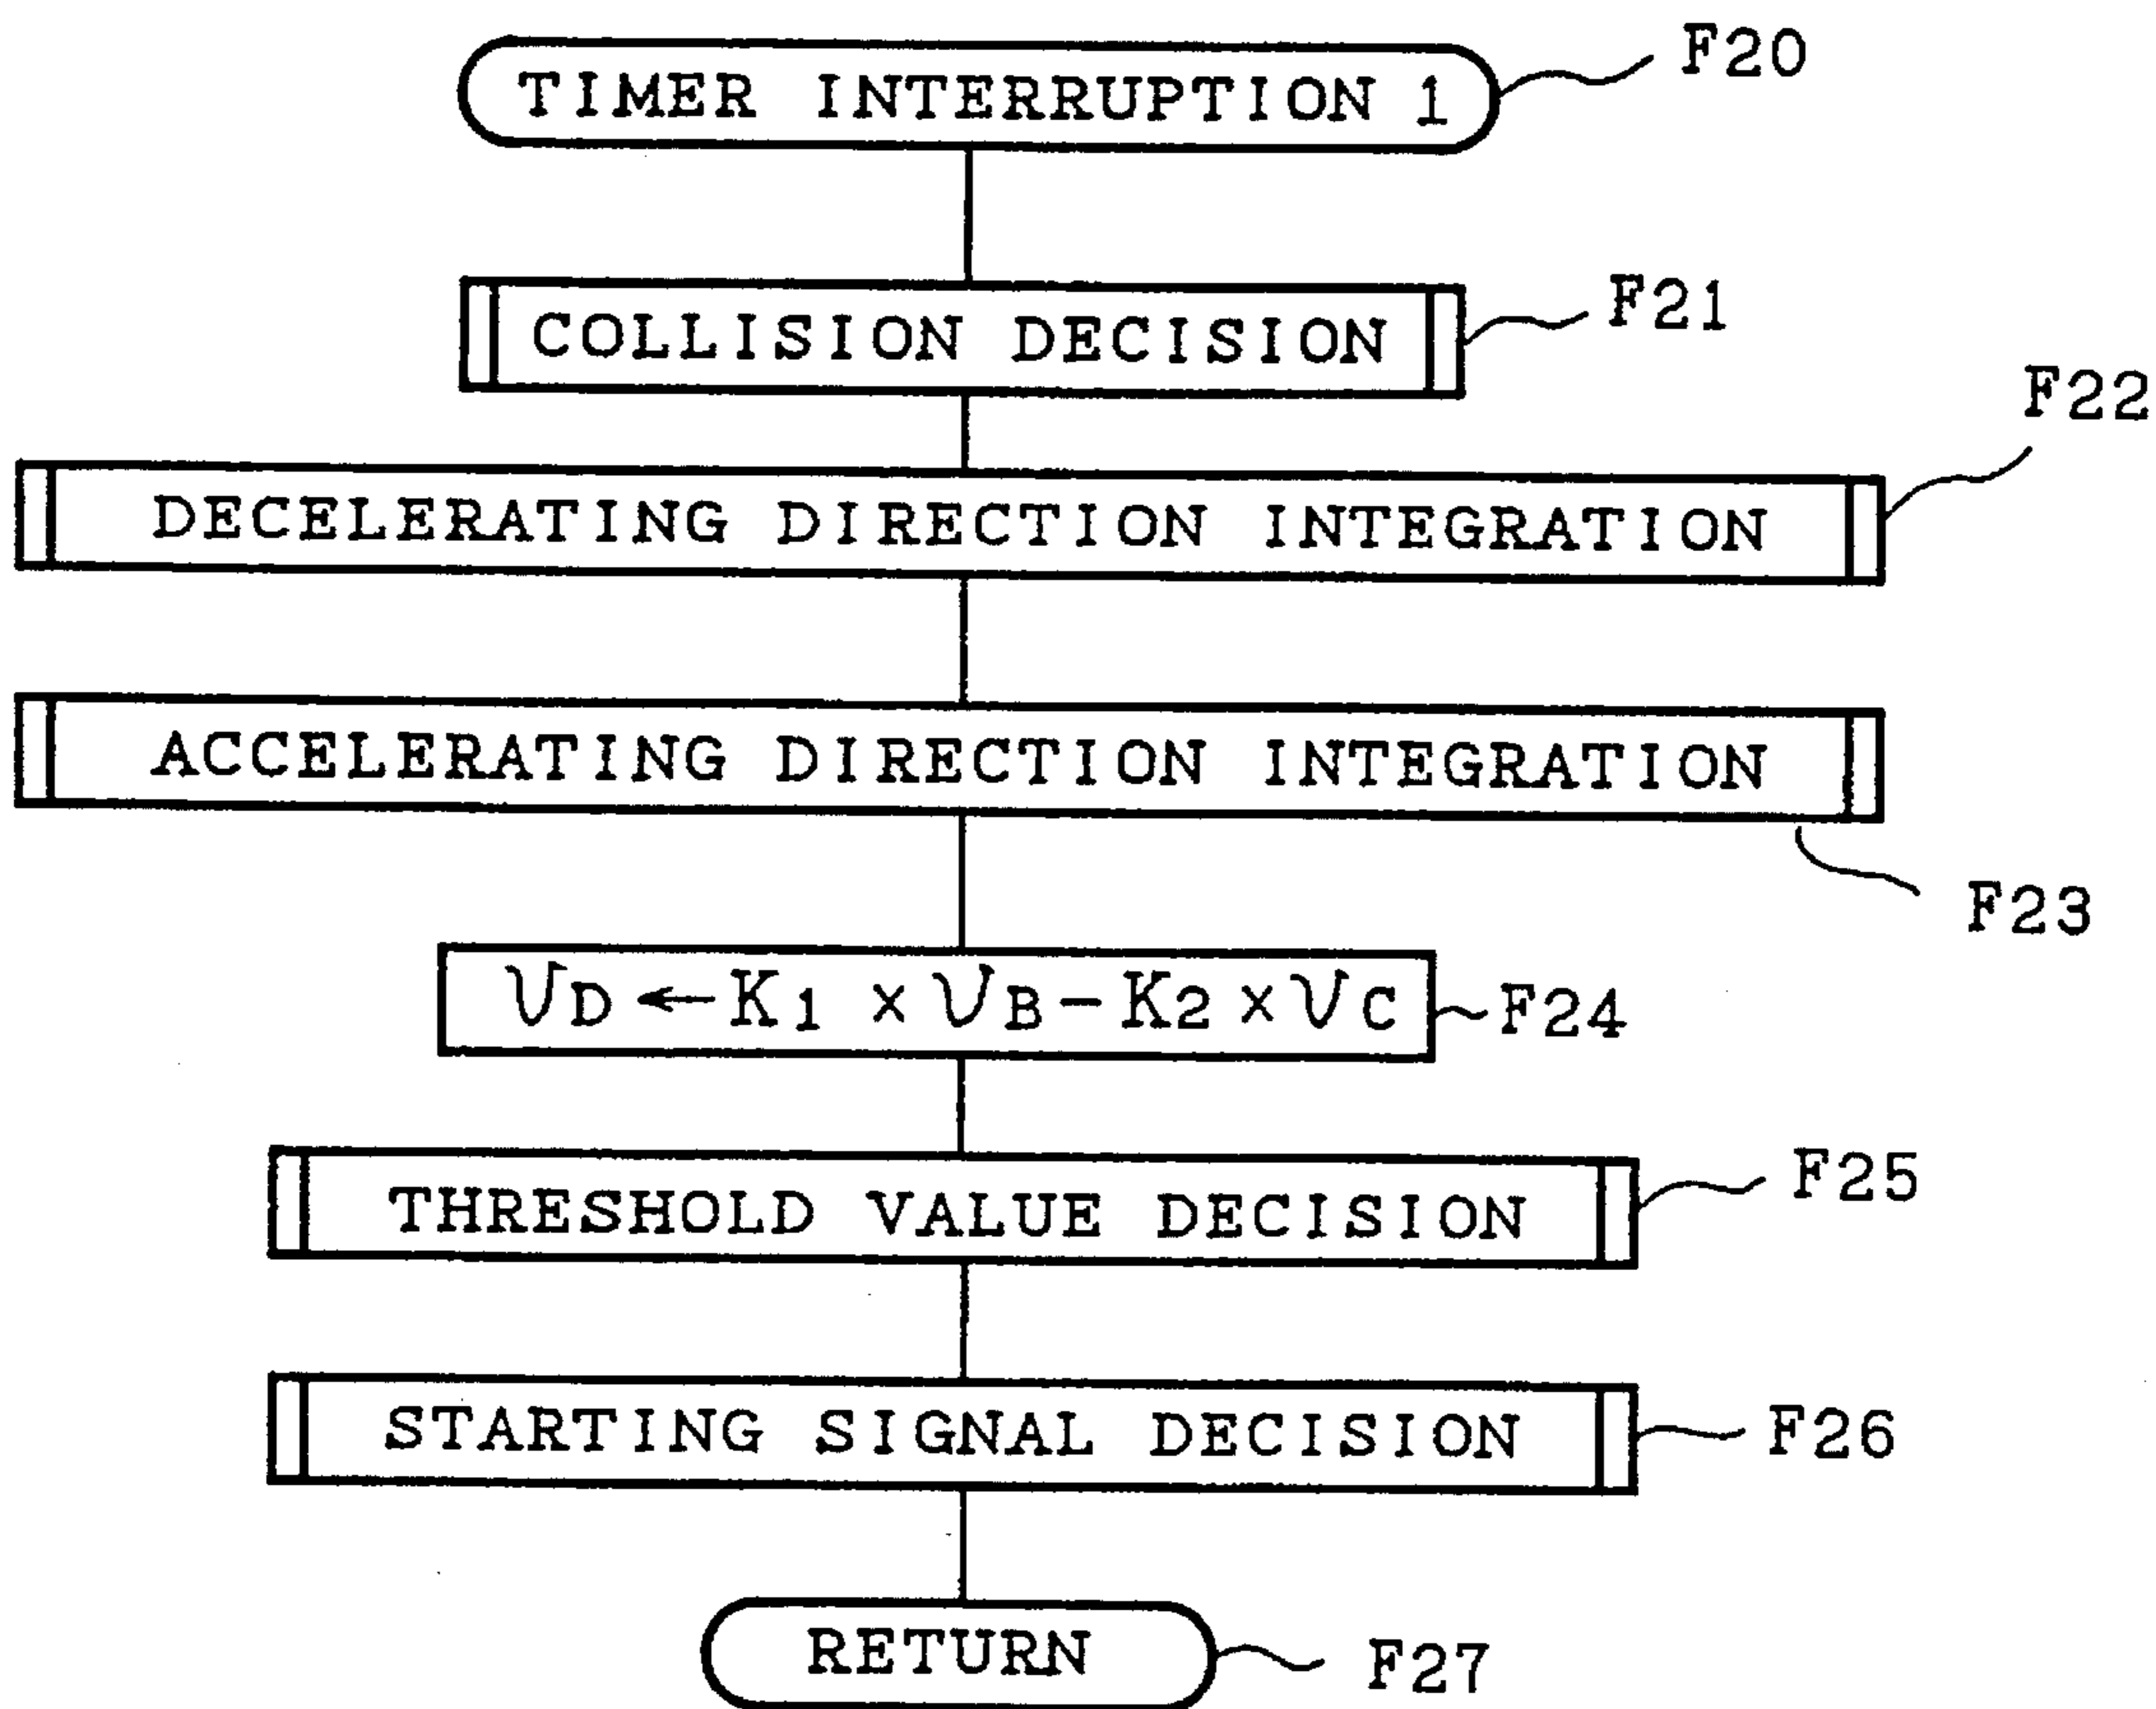 TIMER INTERRUPTION 1
F20
COLLISION DECISION
F21
F22
DECELERATING DIRECTION INTEGRATION
ACCELERATING DIRECTION INTEGRATION
F23
VD ← K1 × VB − K2 × VC
F24
THRESHOLD VALUE DECISION
F25
STARTING SIGNAL DECISION
F26
RETURN
F27